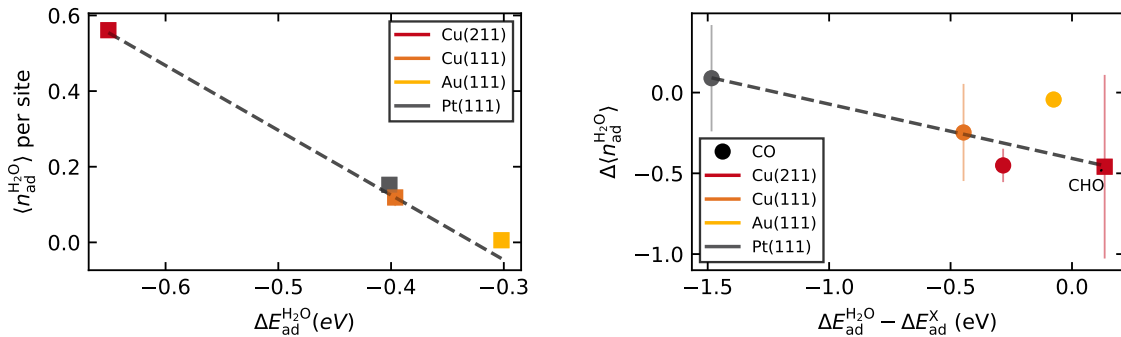 0.6
0.4
0.2
0.0
⟨n_ad^H₂O⟩ per site
−0.6
−0.5
−0.4
−0.3
ΔE_ad^H₂O(eV)
Cu(211)
Cu(111)
Au(111)
Pt(111)
0.0
−0.5
−1.0
Δ⟨n_ad^H₂O⟩
−1.5
−1.0
−0.5
0.0
ΔE_ad^H₂O − ΔE_ad^X (eV)
CO
Cu(211)
Cu(111)
Au(111)
Pt(111)
CHO